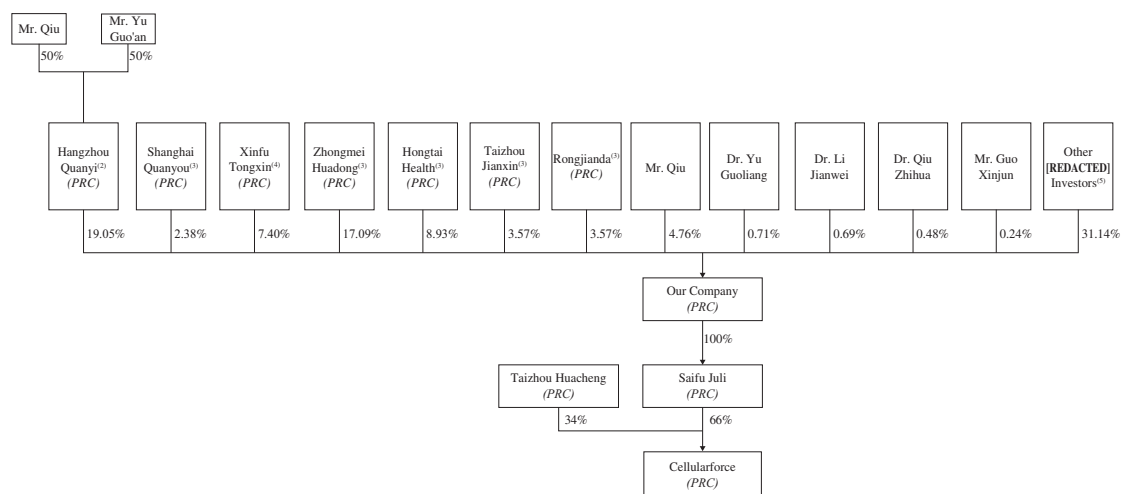 Mr. Qiu
Mr. Yu
Guo'an
50%
50%
Hangzhou
Quanyi(2)
(PRC)
Shanghai
Quanyou(3)
(PRC)
Xinfu
Tongxin(4)
(PRC)
Zhongmei
Huadong(3)
(PRC)
Hongtai
Health(3)
(PRC)
Taizhou
Jianxin(3)
(PRC)
Rongjianda(3)
(PRC)
Mr. Qiu
Dr. Yu
Guoliang
Dr. Li
Jianwei
Dr. Qiu
Zhihua
Mr. Guo
Xinjun
Other
[REDACTED]
Investors(5)
19.05%
2.38%
7.40%
17.09%
8.93%
3.57%
3.57%
4.76%
0.71%
0.69%
0.48%
0.24%
31.14%
Our Company
(PRC)
100%
Taizhou Huacheng
(PRC)
Saifu Juli
(PRC)
34%
66%
Cellularforce
(PRC)